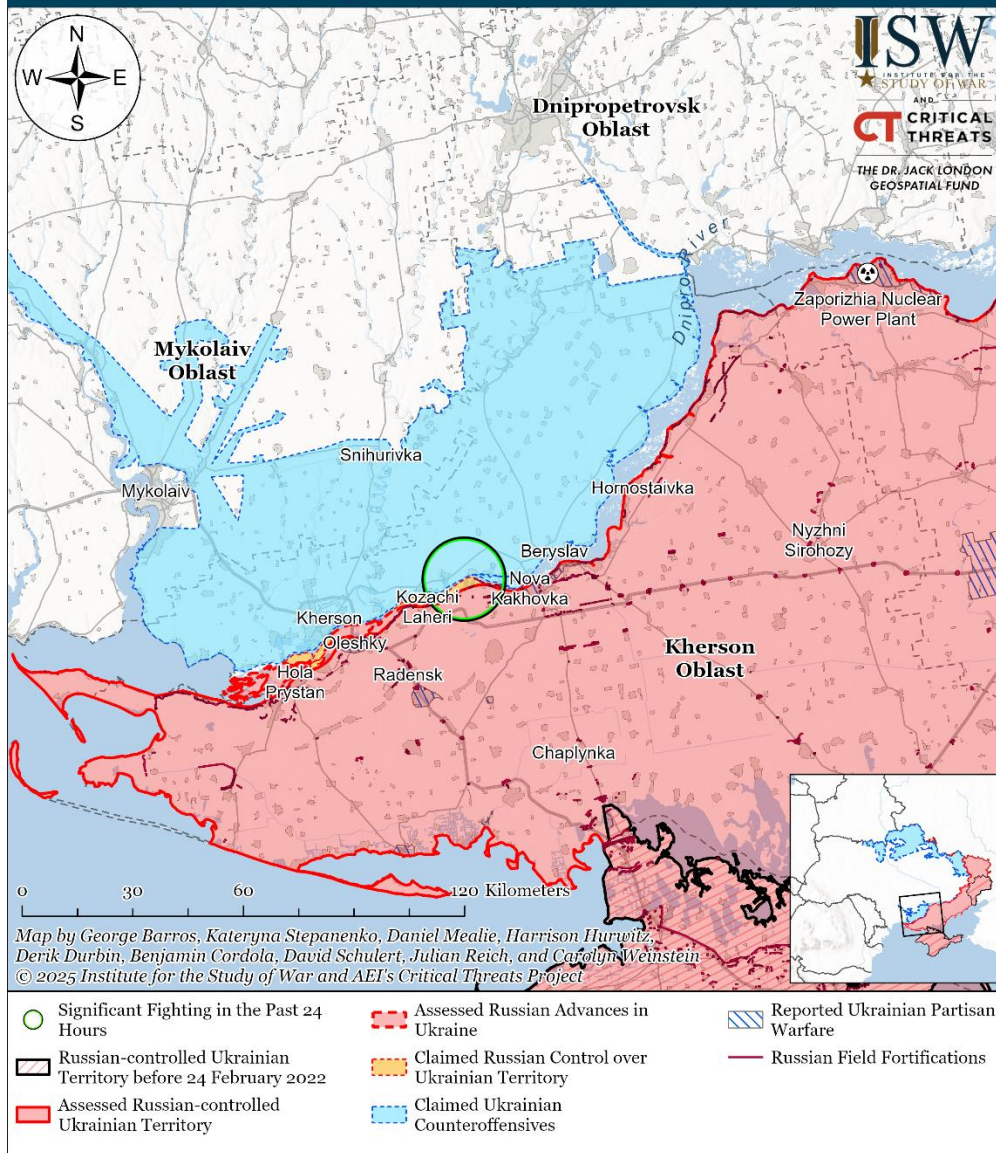 N
W E
S
ISW
INSTITUTE FOR THE
STUDY OF WAR
AND
CT CRITICAL
THREATS
THE DR. JACK LONDON
GEOSPATIAL FUND
Dnipropetrovsk
Oblast
Dnipro River
Zaporizhia Nuclear
Power Plant
Mykolaiv
Oblast
Snihurivka
Mykolaiv
Hornostaivka
Nyzhni
Sirohozy
Beryslav
Nova
Kakhovka
Kozachi
Laheri
Kherson
Oleshky
Hola
Prystan
Radensk
Kherson
Oblast
Chaplynka
0 30 60 120 Kilometers
Map by George Barros, Kateryna Stepanenko, Daniel Mealie, Harrison Hurwitz,
Derik Durbin, Benjamin Cordola, David Schulert, Julian Reich, and Carolyn Weinstein
© 2025 Institute for the Study of War and AEI's Critical Threats Project
Significant Fighting in the Past 24
Hours
Russian-controlled Ukrainian
Territory before 24 February 2022
Assessed Russian-controlled
Ukrainian Territory
Assessed Russian Advances in
Ukraine
Claimed Russian Control over
Ukrainian Territory
Claimed Ukrainian
Counteroffensives
Reported Ukrainian Partisan
Warfare
Russian Field Fortifications